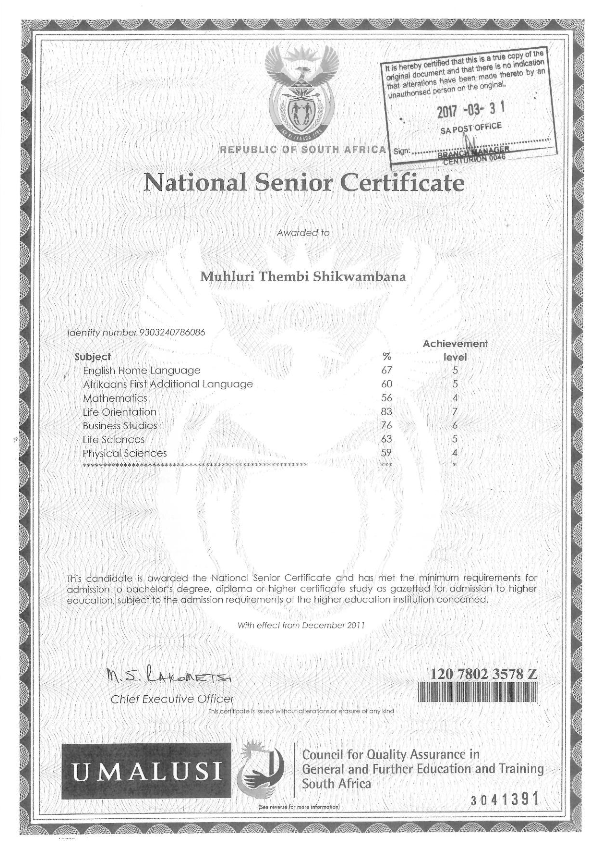 It is hereby certified that this is a true copy of the
original document and that there is no indication
that alterations have been made thereto by an
unauthorised person on the original.
2017 -03- 31
SA POST OFFICE
Sign:
BRANCH MANAGER
CENTURION 0046
REPUBLIC OF SOUTH AFRICA
National Senior Certificate
Awarded to
Muhluri Thembi Shikwambana
Identity number 9303240786086
Subject % Achievement level
English Home Language 67 5
Afrikaans First Additional Language 60 5
Mathematics 56 4
Life Orientation 83 7
Business Studies 76 6
Life Sciences 63 5
Physical Sciences 59 4
This candidate is awarded the National Senior Certificate and has met the minimum requirements for
admission to bachelor's degree, diploma or higher certificate study as gazetted for admission to higher
education, subject to the admission requirements of the higher education institution concerned.
With effect from December 2011
M.S. RAKOMETSI
Chief Executive Officer
120 7802 3578 Z
This certificate is issued without alteration or erasure of any kind
UMALUSI
Council for Quality Assurance in
General and Further Education and Training
South Africa
3041391
(See reverse for more information)